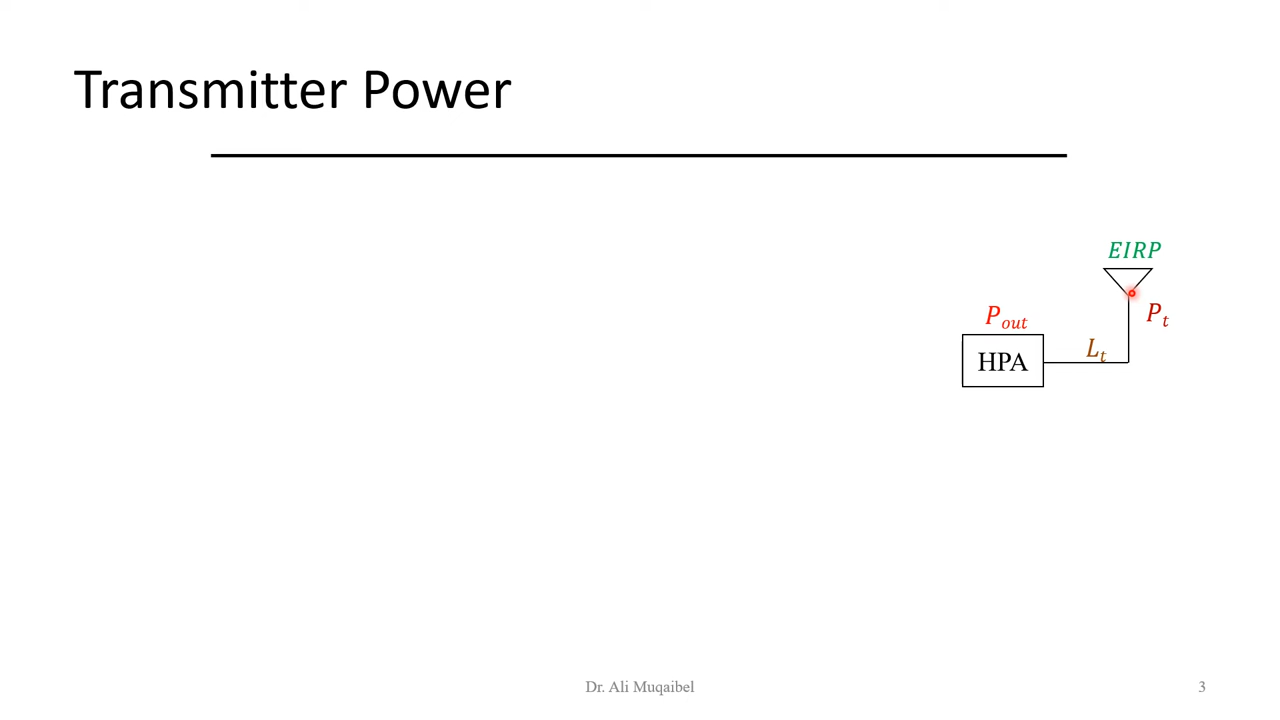 Transmitter Power
EIRP
P_out
P_t
L_t
HPA
Dr. Ali Muqaibel
3